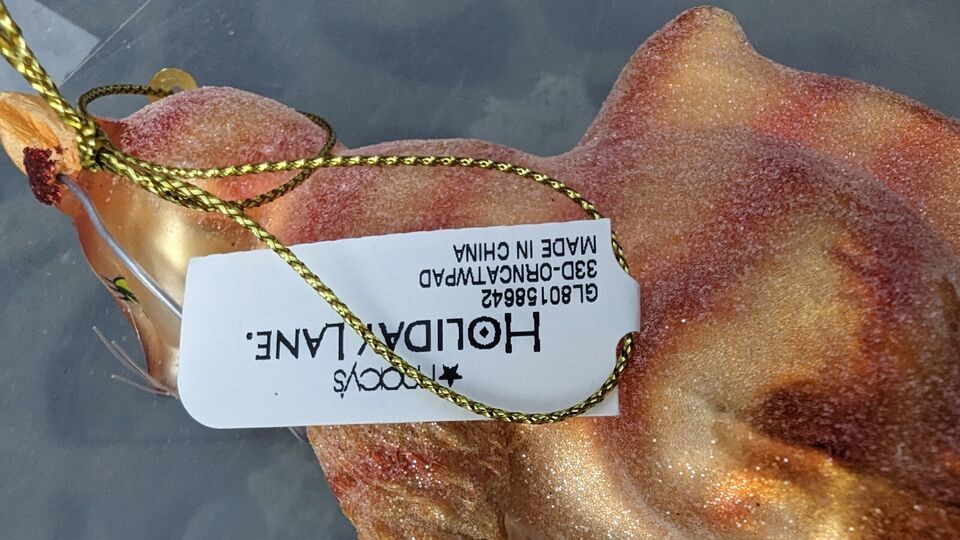 ★macy's
HOLIDAY LANE.
GL80158642
33D-ORNCATWPAD
MADE IN CHINA